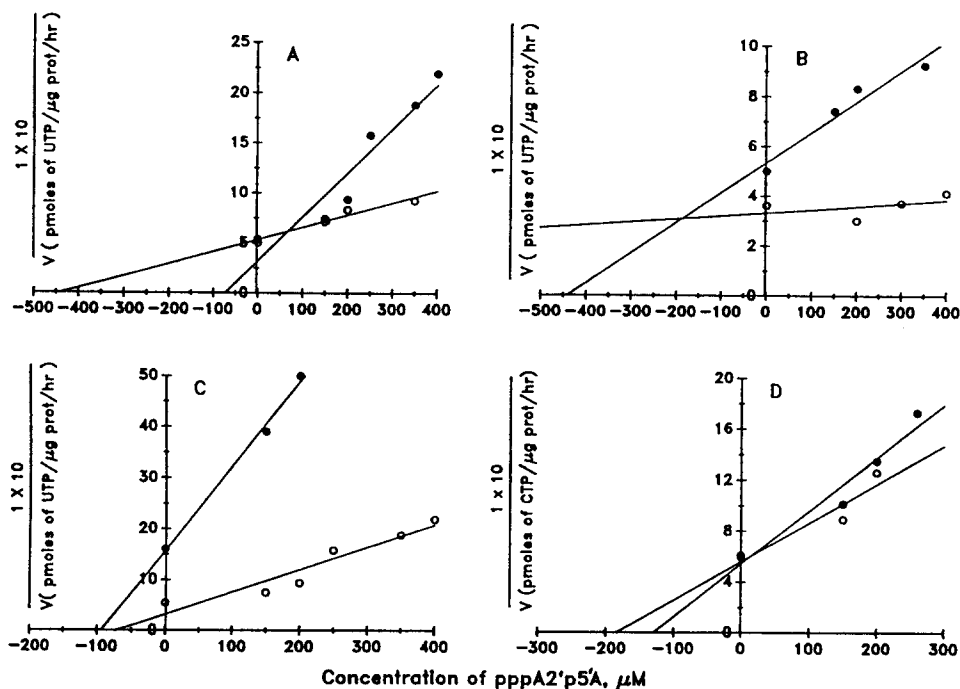 A
1 X 10
V ( pmoles of UTP/µg prot/hr)
25
20
15
10
5
0
-500 -400 -300 -200 -100 0 100 200 300 400
B
1 X 10
V ( pmoles of UTP/µg prot/hr)
10
8
6
4
2
0
-500 -400 -300 -200 -100 0 100 200 300 400
C
1 X 10
V( pmoles of UTP/µg prot/hr)
50
40
30
20
10
0
-200 -100 0 100 200 300 400
D
1 x 10
V( pmoles of CTP/µg prot/hr)
20
16
12
8
4
0
-300 -200 -100 0 100 200 300
Concentration of pppA2'p5'A, µM